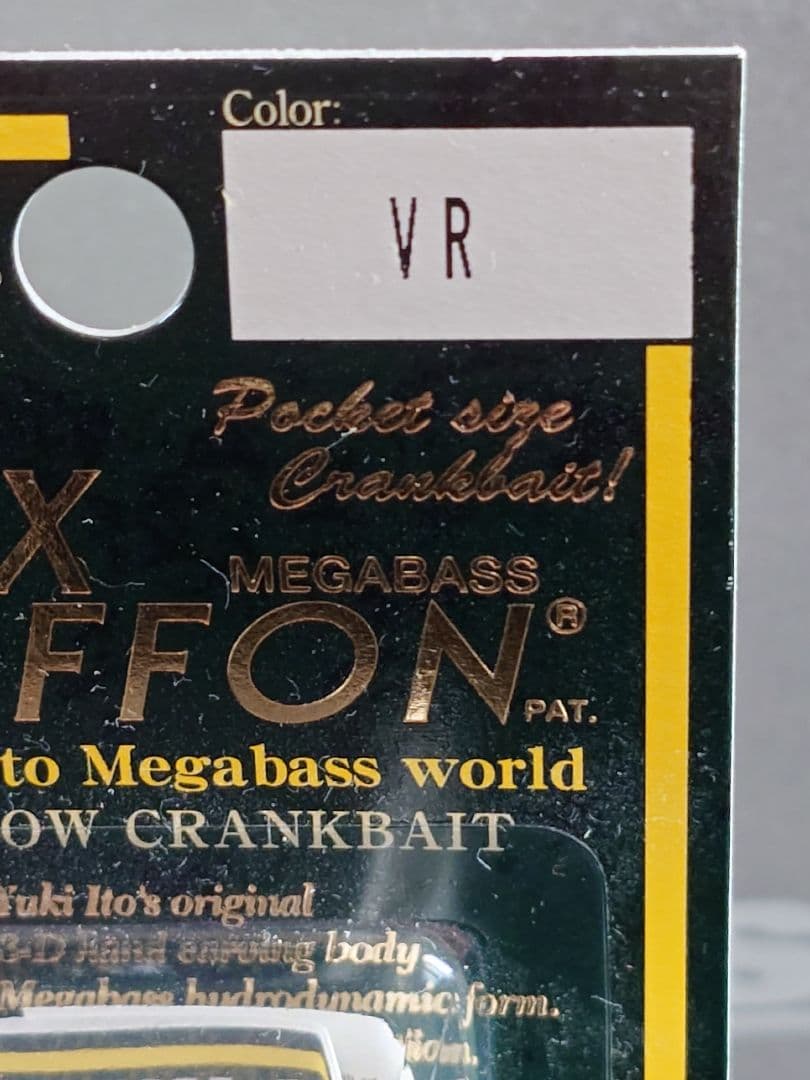 Color:
VR
Pocket size
Crankbait!
X
MEGABASS
FFON®
PAT.
to Megabass world
OW CRANKBAIT
Yuki Ito's original
3-D hand carving body
Megabass hydrodynamic form.